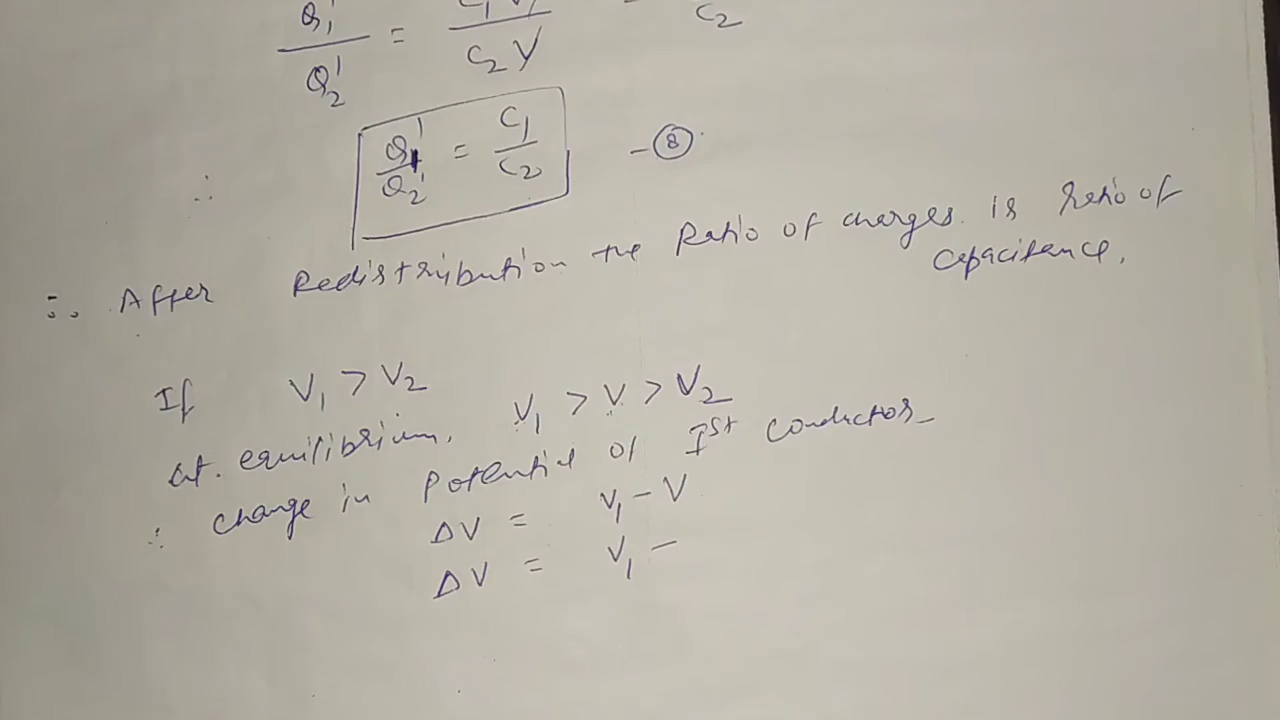 Q₁' / Q₂' = C₁V / C₂V = C₂
∴ Q₁' / Q₂' = C₁ / C₂ -⑧
∴ After Redistribution the Ratio of charges is Ratio of
capacitance.
If V₁ > V₂
at. equilibrium, V₁ > V > V₂
∴ change in Potential of Iˢᵗ conductor-
ΔV = V₁ - V
ΔV = V₁ -